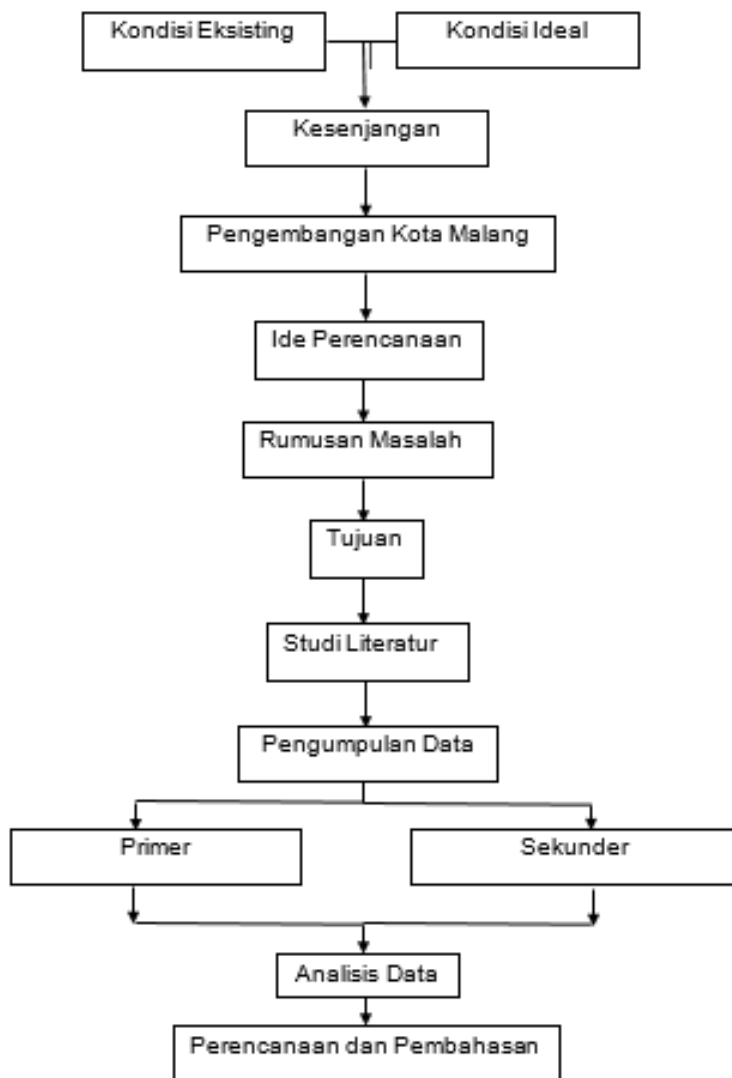 Kondisi Eksisting
Kondisi Ideal
Kesenjangan
Pengembangan Kota Malang
Ide Perencanaan
Rumusan Masalah
Tujuan
Studi Literatur
Pengumpulan Data
Primer
Sekunder
Analisis Data
Perencanaan dan Pembahasan